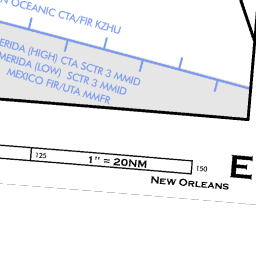 OCEANIC CTA/FIR KZHU
MERIDA (HIGH) CTA SCTR 3 MMID
MERIDA (LOW) SCTR 3 MMID
MEXICO FIR/UTA MMFR
125 1" = 20NM 150
E
NEW ORLEANS